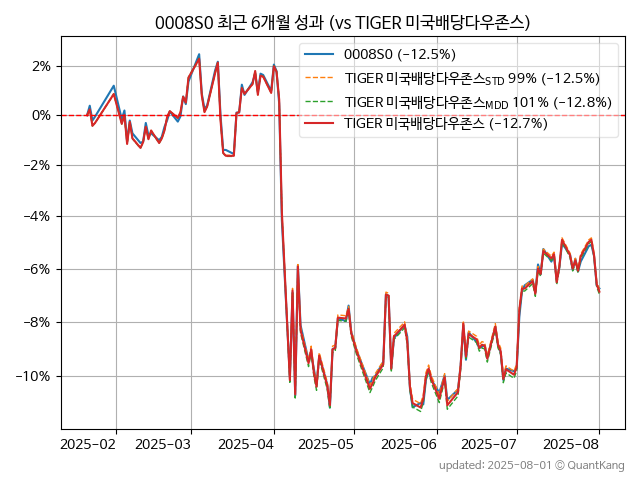 0008S0 최근 6개월 성과 (vs TIGER 미국배당다우존스)
0008S0 (−12.5%)
TIGER 미국배당다우존스STD 99% (−12.5%)
TIGER 미국배당다우존스MDD 101% (−12.8%)
TIGER 미국배당다우존스 (−12.7%)
2%
0%
−2%
−4%
−6%
−8%
−10%
2025-02 2025-03 2025-04 2025-05 2025-06 2025-07 2025-08
updated: 2025-08-01 © QuantKang